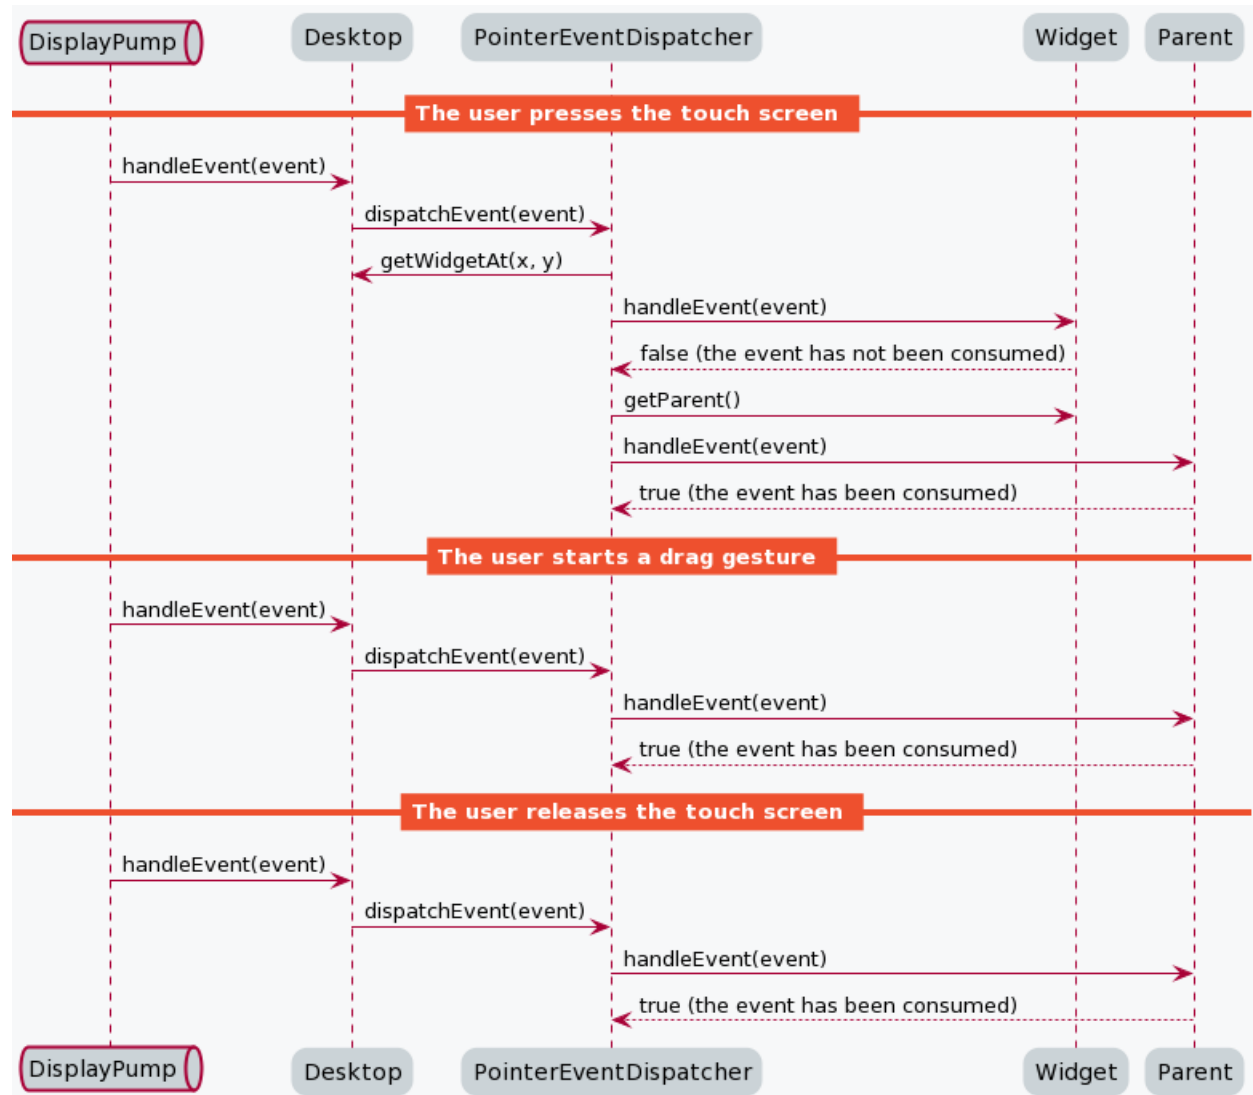 DisplayPump Desktop PointerEventDispatcher Widget Parent
The user presses the touch screen
handleEvent(event)
dispatchEvent(event)
getWidgetAt(x, y)
handleEvent(event)
false (the event has not been consumed)
getParent()
handleEvent(event)
true (the event has been consumed)
The user starts a drag gesture
handleEvent(event)
dispatchEvent(event)
handleEvent(event)
true (the event has been consumed)
The user releases the touch screen
handleEvent(event)
dispatchEvent(event)
handleEvent(event)
true (the event has been consumed)
DisplayPump Desktop PointerEventDispatcher Widget Parent